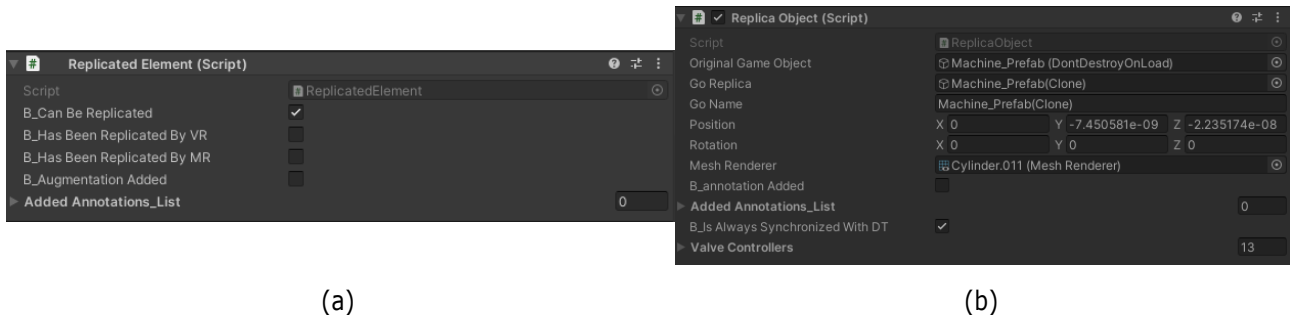 Replicated Element (Script)
Script ReplicatedElement
B_Can Be Replicated
B_Has Been Replicated By VR
B_Has Been Replicated By MR
B_Augmentation Added
Added Annotations_List 0
(a)
Replica Object (Script)
Script ReplicaObject
Original Game Object Machine_Prefab (DontDestroyOnLoad)
Go Replica Machine_Prefab(Clone)
Go Name Machine_Prefab(Clone)
Position X 0 Y -7.450581e-09 Z -2.235174e-08
Rotation X 0 Y 0 Z 0
Mesh Renderer Cylinder.011 (Mesh Renderer)
B_annotation Added
Added Annotations_List 0
B_Is Always Synchronized With DT
Valve Controllers 13
(b)